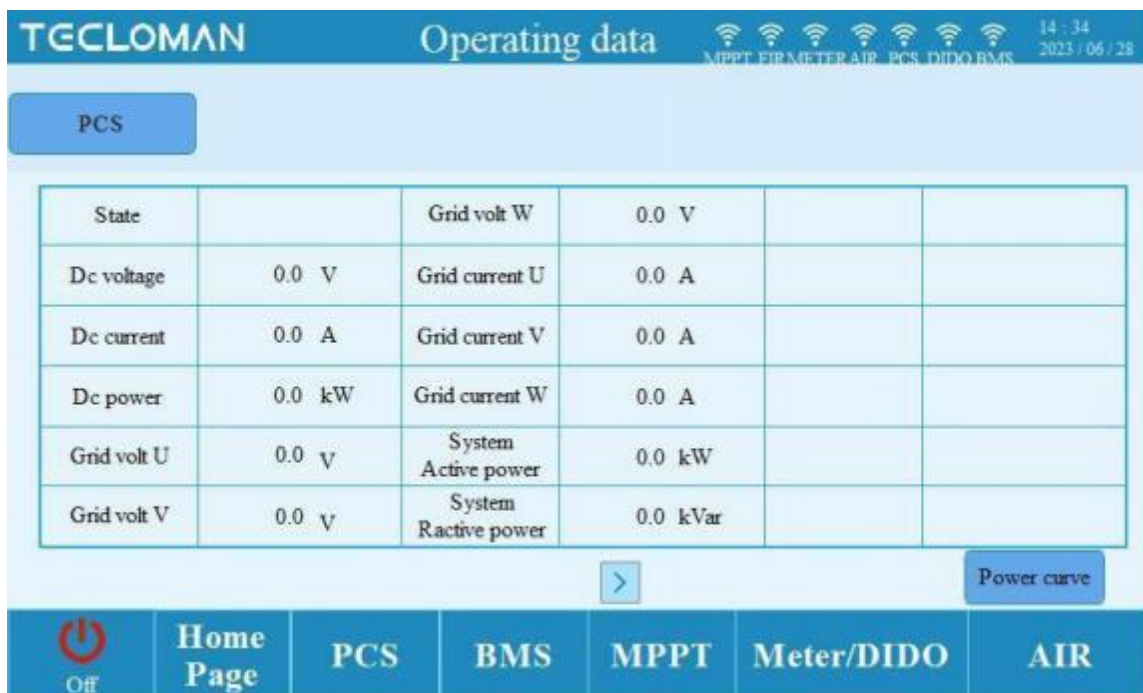 TECLOMAN Operating data 14 : 34
MPPT FIR METER AIR PCS DIDO BMS 2023 / 06 / 28
PCS
State Grid volt W 0.0 V
Dc voltage 0.0 V Grid current U 0.0 A
Dc current 0.0 A Grid current V 0.0 A
Dc power 0.0 kW Grid current W 0.0 A
Grid volt U 0.0 V System
Active power 0.0 kW
Grid volt V 0.0 V System
Ractive power 0.0 kVar
>
Power curve
Off
Home
Page
PCS
BMS
MPPT
Meter/DIDO
AIR